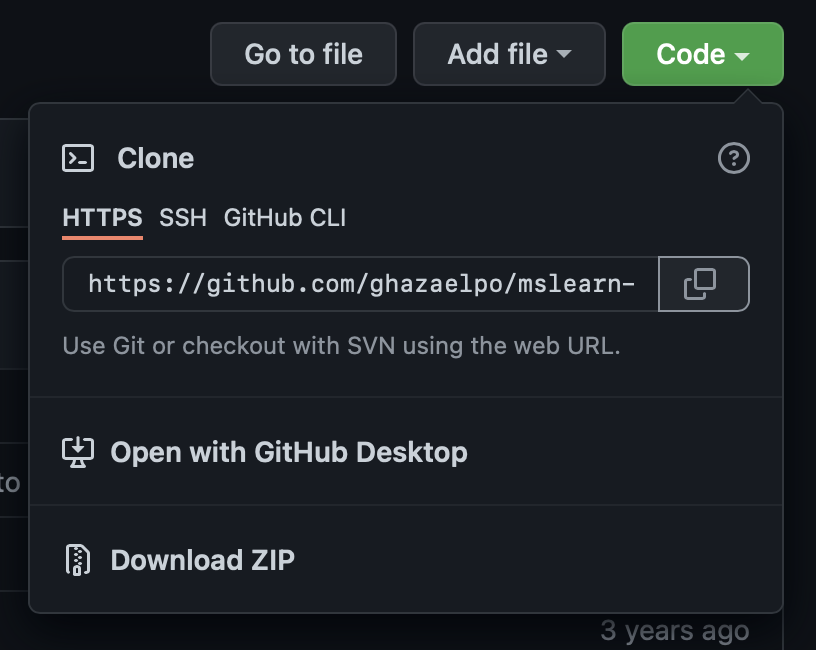 Go to file Add file Code
Clone
HTTPS SSH GitHub CLI
https://github.com/ghazaelpo/mslearn-
Use Git or checkout with SVN using the web URL.
Open with GitHub Desktop
to
Download ZIP
3 years ago